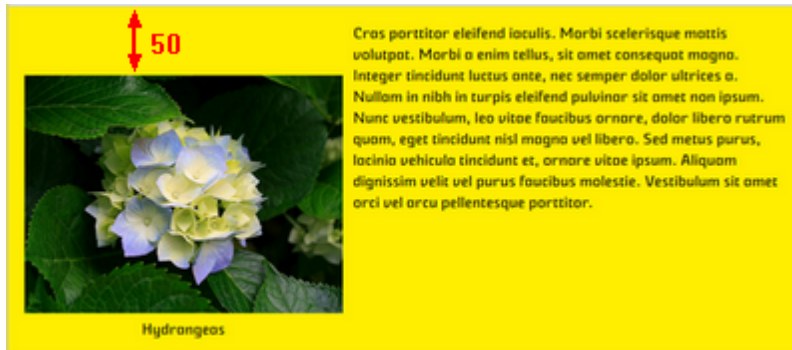 50
Cras porttitor eleifend iaculis. Morbi scelerisque mattis
volutpat. Morbi a enim tellus, sit amet consequat magna.
Integer tincidunt luctus ante, nec semper dolor ultrices a.
Nullam in nibh in turpis eleifend pulvinar sit amet non ipsum.
Nunc vestibulum, leo vitae faucibus ornare, dolor libero rutrum
quam, eget tincidunt nisl magna vel libero. Sed metus purus,
lacinia vehicula tincidunt et, ornare vitae ipsum. Aliquam
dignissim velit vel purus faucibus molestie. Vestibulum sit amet
orci vel arcu pellentesque porttitor.
Hydrangeas